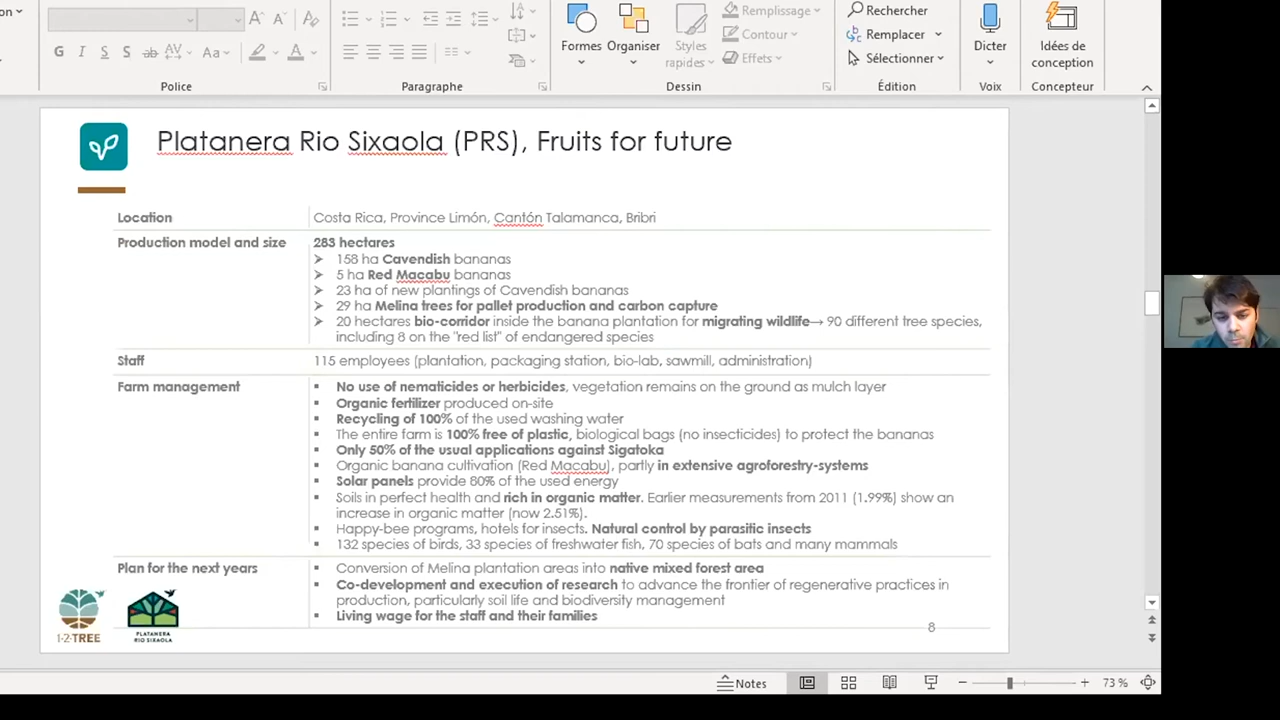 Remplissage
Rechercher
Contour
Remplacer
Effets
Sélectionner
Formes
Organiser
Styles
rapides
Dicter
Idées de
conception
G I S S ab AV Aa A
Police
Paragraphe
Dessin
Édition
Voix
Concepteur
Platanera Rio Sixaola (PRS), Fruits for future
Location
Costa Rica, Province Limón, Cantón Talamanca, Bribri
Production model and size
283 hectares
158 ha Cavendish bananas
5 ha Red Macabu bananas
23 ha of new plantings of Cavendish bananas
29 ha Melina trees for pallet production and carbon capture
20 hectares bio-corridor inside the banana plantation for migrating wildlife→ 90 different tree species,
including 8 on the "red list" of endangered species
Staff
115 employees (plantation, packaging station, bio-lab, sawmill, administration)
Farm management
No use of nematicides or herbicides, vegetation remains on the ground as mulch layer
Organic fertilizer produced on-site
Recycling of 100% of the used washing water
The entire farm is 100% free of plastic, biological bags (no insecticides) to protect the bananas
Only 50% of the usual applications against Sigatoka
Organic banana cultivation (Red Macabu), partly in extensive agroforestry-systems
Solar panels provide 80% of the used energy
Soils in perfect health and rich in organic matter. Earlier measurements from 2011 (1.99%) show an
increase in organic matter (now 2.51%).
Happy-bee programs, hotels for insects. Natural control by parasitic insects
132 species of birds, 33 species of freshwater fish, 70 species of bats and many mammals
Plan for the next years
Conversion of Melina plantation areas into native mixed forest area
Co-development and execution of research to advance the frontier of regenerative practices in
production, particularly soil life and biodiversity management
Living wage for the staff and their families
1·2·TREE
PLATANERA
RIO SIXAOLA
8
Notes
73 %